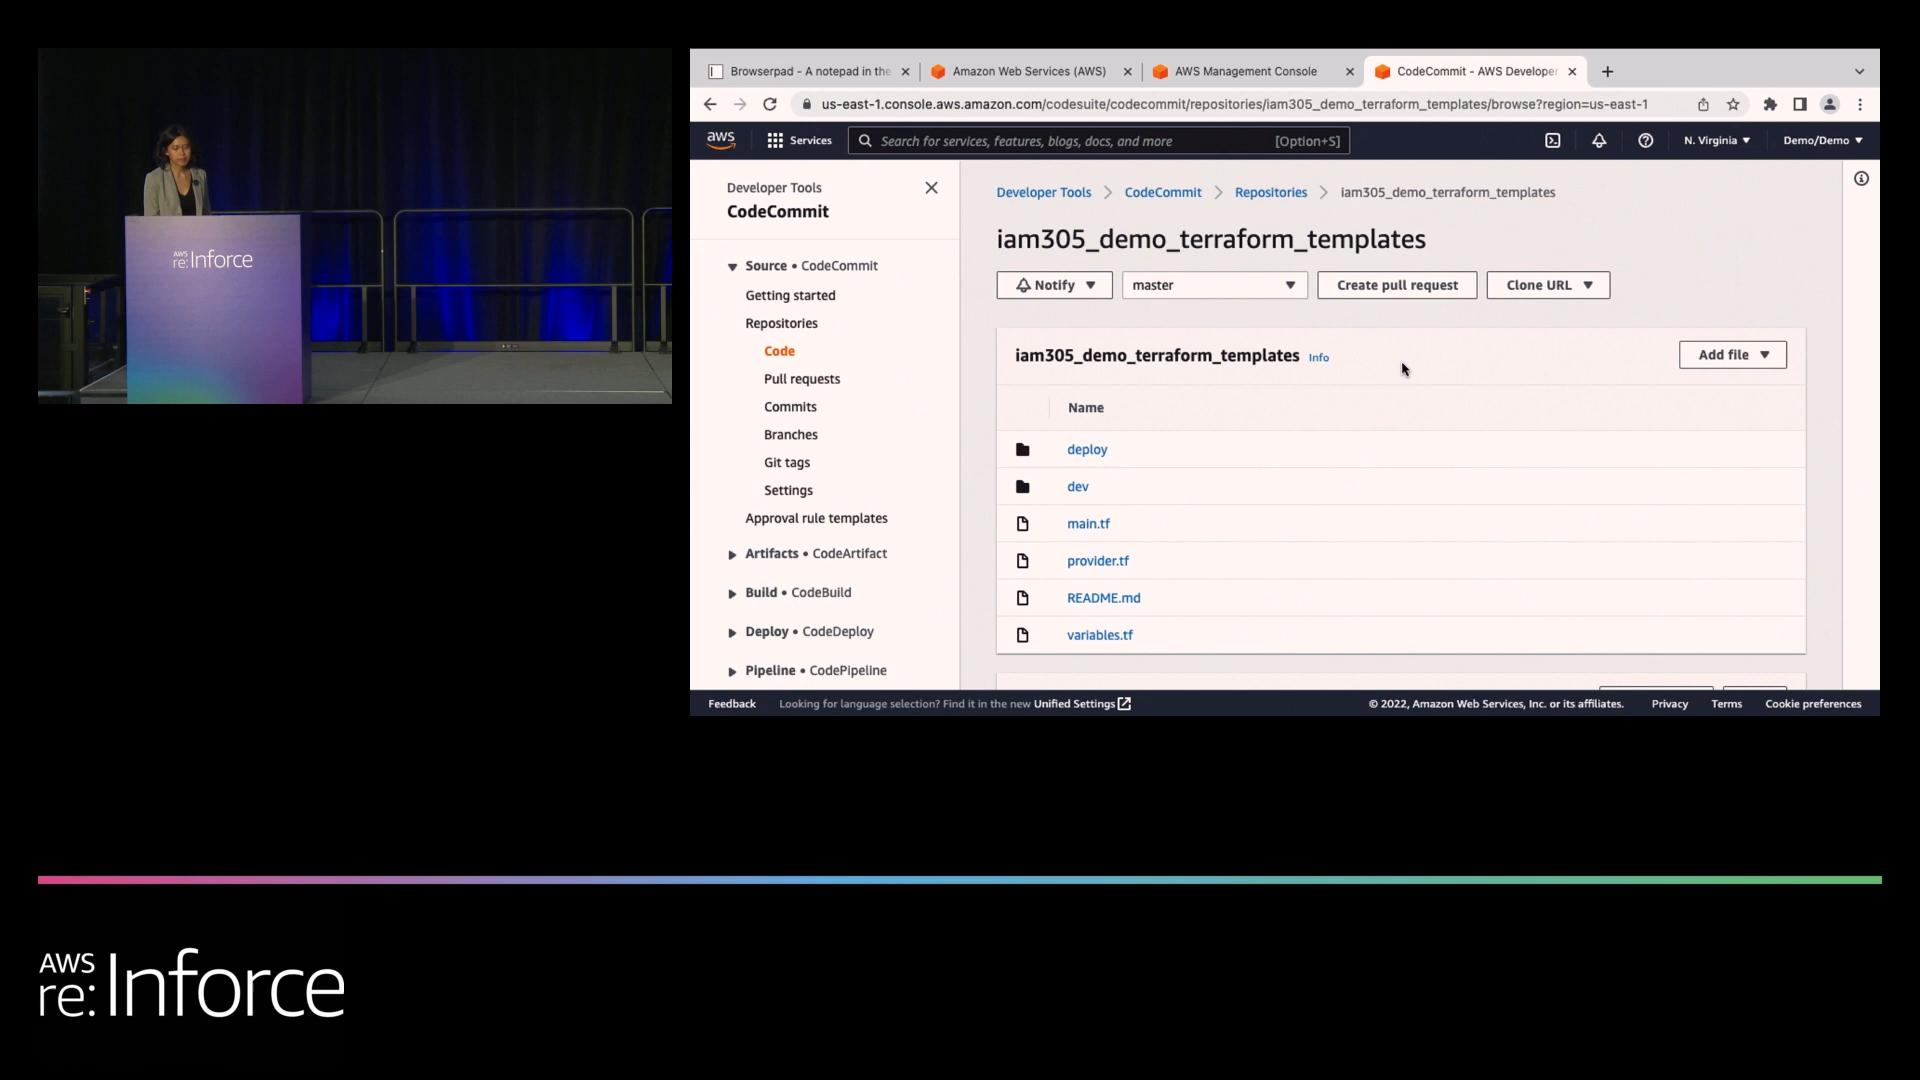 AWS
re:Inforce
Browserpad - A notepad in the
Amazon Web Services (AWS)
AWS Management Console
CodeCommit - AWS Developer
us-east-1.console.aws.amazon.com/codesuite/codecommit/repositories/iam305_demo_terraform_templates/browse?region=us-east-1
aws
Services
Search for services, features, blogs, docs, and more
[Option+S]
N. Virginia
Demo/Demo
Developer Tools
CodeCommit
Source • CodeCommit
Getting started
Repositories
Code
Pull requests
Commits
Branches
Git tags
Settings
Approval rule templates
Artifacts • CodeArtifact
Build • CodeBuild
Deploy • CodeDeploy
Pipeline • CodePipeline
Developer Tools > CodeCommit > Repositories > iam305_demo_terraform_templates
iam305_demo_terraform_templates
Notify
master
Create pull request
Clone URL
iam305_demo_terraform_templates Info
Add file
Name
deploy
dev
main.tf
provider.tf
README.md
variables.tf
Feedback
Looking for language selection? Find it in the new Unified Settings
© 2022, Amazon Web Services, Inc. or its affiliates.
Privacy
Terms
Cookie preferences
AWS
re:Inforce